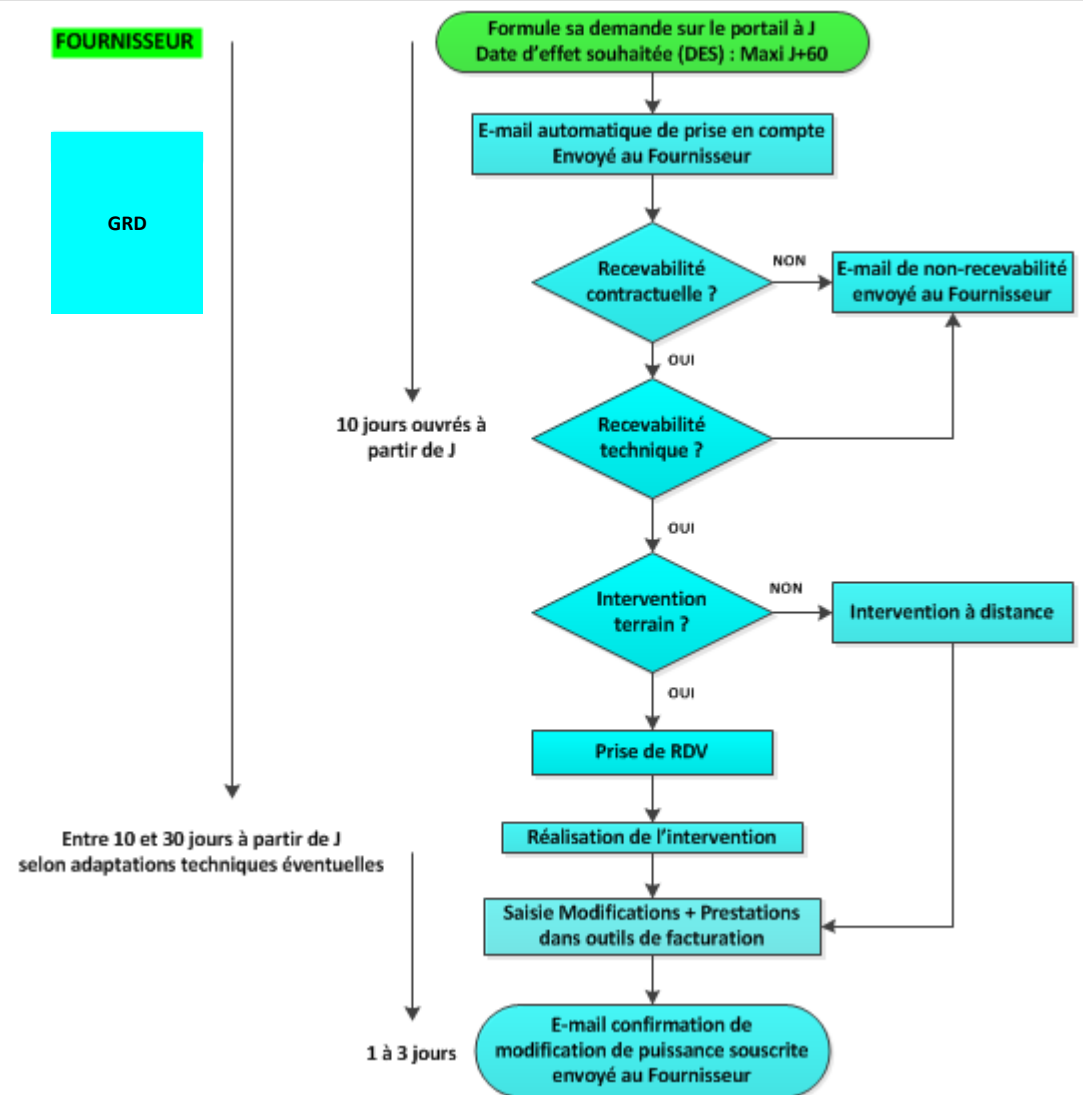 FOURNISSEUR
Formule sa demande sur le portail à J
Date d'effet souhaitée (DES) : Maxi J+60
E-mail automatique de prise en compte
Envoyé au Fournisseur
GRD
Recevabilité
contractuelle ?
NON
E-mail de non-recevabilité
envoyé au Fournisseur
OUI
10 jours ouvrés à
partir de J
Recevabilité
technique ?
OUI
Intervention
terrain ?
NON
Intervention à distance
OUI
Prise de RDV
Entre 10 et 30 jours à partir de J
selon adaptations techniques éventuelles
Réalisation de l'intervention
Saisie Modifications + Prestations
dans outils de facturation
1 à 3 jours
E-mail confirmation de
modification de puissance souscrite
envoyé au Fournisseur